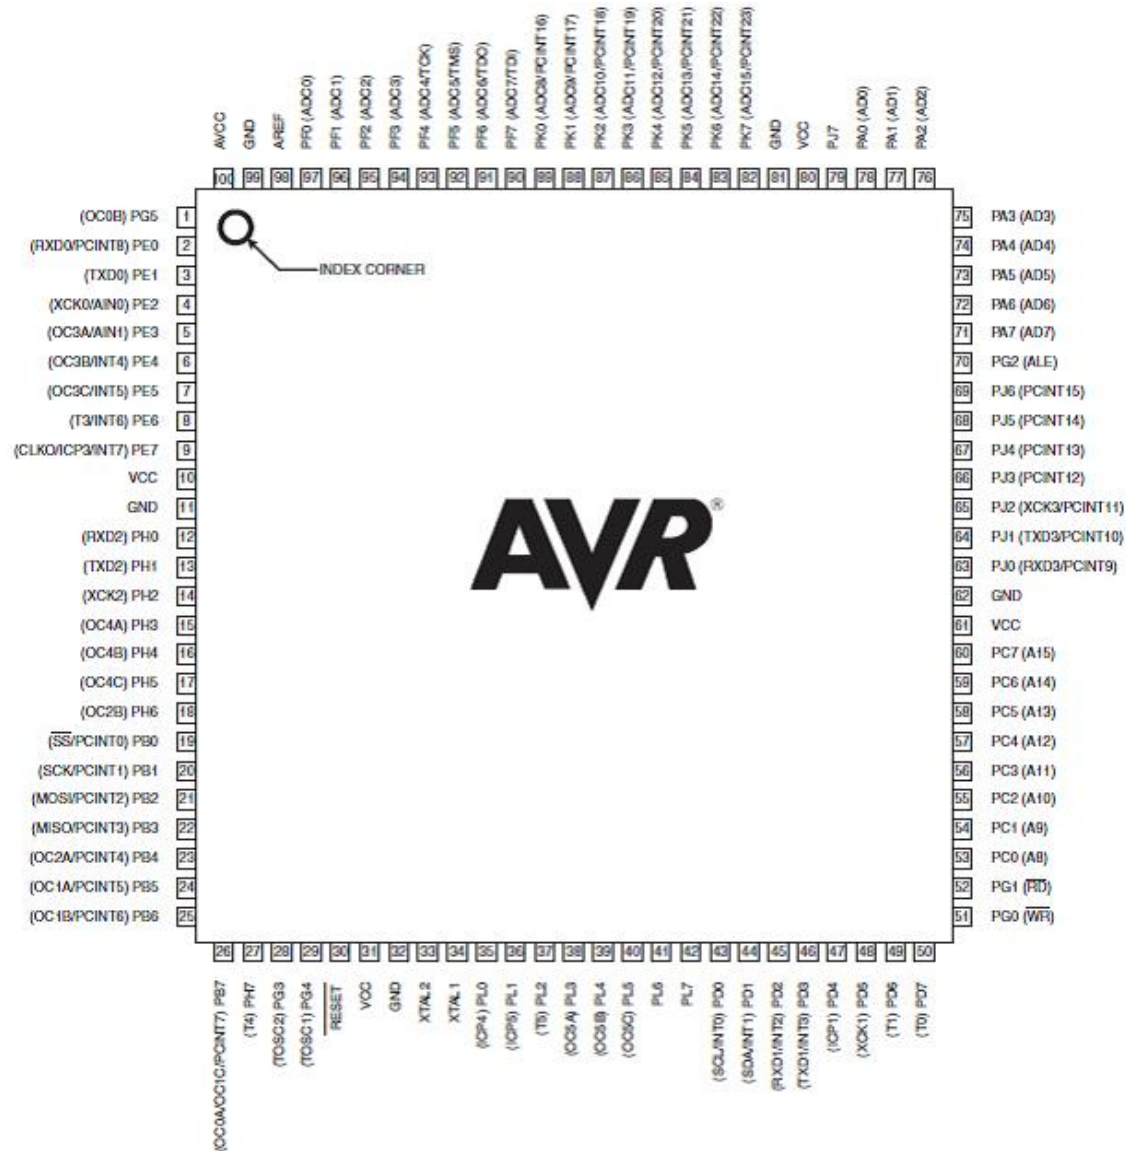 AVCC
GND
AREF
PF0 (ADC0)
PF1 (ADC1)
PF2 (ADC2)
PF3 (ADC3)
PF4 (ADC4/TCK)
PF5 (ADC5/TMS)
PF6 (ADC6/TDO)
PF7 (ADC7/TDI)
PK0 (ADC8/PCINT16)
PK1 (ADC9/PCINT17)
PK2 (ADC10/PCINT18)
PK3 (ADC11/PCINT19)
PK4 (ADC12/PCINT20)
PK5 (ADC13/PCINT21)
PK6 (ADC14/PCINT22)
PK7 (ADC15/PCINT23)
GND
VCC
PJ7
PA0 (AD0)
PA1 (AD1)
PA2 (AD2)
100 99 98 97 96 95 94 93 92 91 90 89 88 87 86 85 84 83 82 81 80 79 78 77 76
(OC0B) PG5 1
(RXD0/PCINT8) PE0 2
(TXD0) PE1 3
(XCK0/AIN0) PE2 4
(OC3A/AIN1) PE3 5
(OC3B/INT4) PE4 6
(OC3C/INT5) PE5 7
(T3/INT6) PE6 8
(CLKO/ICP3/INT7) PE7 9
VCC 10
GND 11
(RXD2) PH0 12
(TXD2) PH1 13
(XCK2) PH2 14
(OC4A) PH3 15
(OC4B) PH4 16
(OC4C) PH5 17
(OC2B) PH6 18
(SS/PCINT0) PB0 19
(SCK/PCINT1) PB1 20
(MOSI/PCINT2) PB2 21
(MISO/PCINT3) PB3 22
(OC2A/PCINT4) PB4 23
(OC1A/PCINT5) PB5 24
(OC1B/PCINT6) PB6 25
INDEX CORNER
AVR®
75 PA3 (AD3)
74 PA4 (AD4)
73 PA5 (AD5)
72 PA6 (AD6)
71 PA7 (AD7)
70 PG2 (ALE)
69 PJ6 (PCINT15)
68 PJ5 (PCINT14)
67 PJ4 (PCINT13)
66 PJ3 (PCINT12)
65 PJ2 (XCK3/PCINT11)
64 PJ1 (TXD3/PCINT10)
63 PJ0 (RXD3/PCINT9)
62 GND
61 VCC
60 PC7 (A15)
59 PC6 (A14)
58 PC5 (A13)
57 PC4 (A12)
56 PC3 (A11)
55 PC2 (A10)
54 PC1 (A9)
53 PC0 (A8)
52 PG1 (RD)
51 PG0 (WR)
26 27 28 29 30 31 32 33 34 35 36 37 38 39 40 41 42 43 44 45 46 47 48 49 50
(OC0A/OC1C/PCINT7) PB7
(T4) PH7
(TOSC2) PG3
(TOSC1) PG4
RESET
VCC
GND
XTAL2
XTAL1
(ICP4) PL0
(ICP5) PL1
(T5) PL2
(OC5A) PL3
(OC5B) PL4
(OC5C) PL5
PL6
PL7
(SCL/INT0) PD0
(SDA/INT1) PD1
(RXD1/INT2) PD2
(TXD1/INT3) PD3
(ICP1) PD4
(XCK1) PD5
(T1) PD6
(T0) PD7